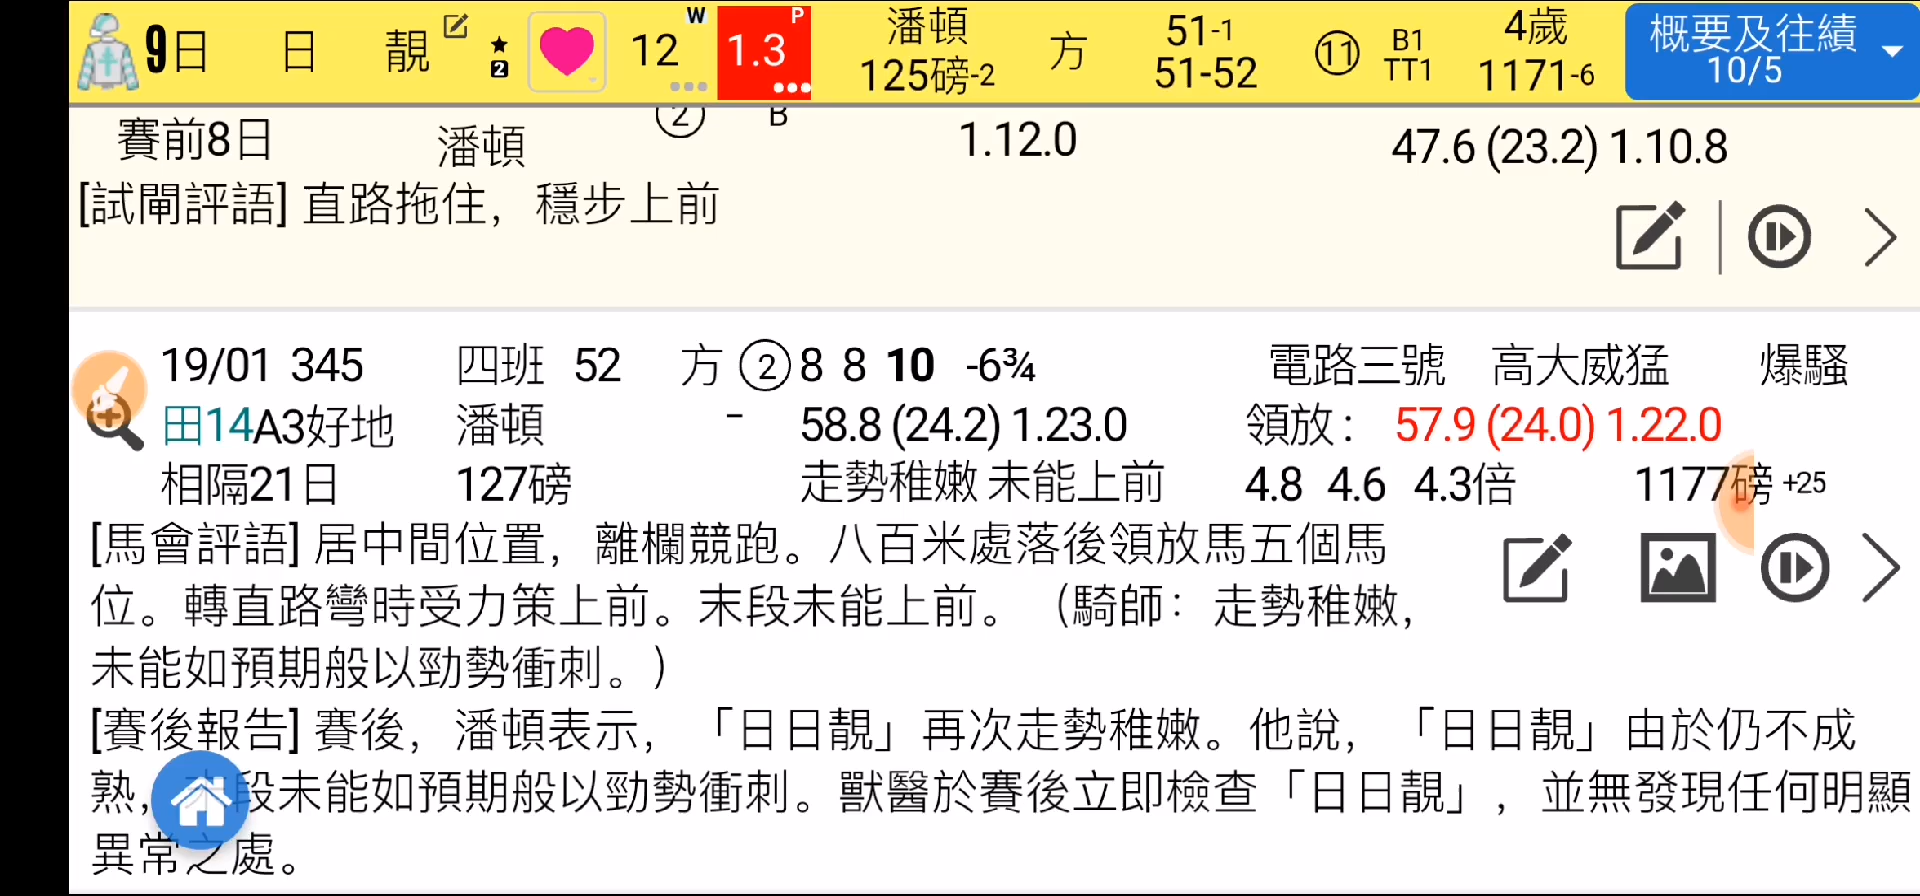 9 日日靚 ★ 2 12 W 1.3 P 潘頓 125磅-2 方 51-1 51-52 11 B1 TT1 4歲 1171-6 概要及往績 10/5
賽前8日 潘頓 2 B 1.12.0 47.6 (23.2) 1.10.8
[試閘評語] 直路拖住，穩步上前
19/01 345 四班 52 方 ② 8 8 10 -6¾ 電路三號 高大威猛 爆騷
田14A3好地 潘頓 - 58.8 (24.2) 1.23.0 領放： 57.9 (24.0) 1.22.0
相隔21日 127磅 走勢稚嫩 未能上前 4.8 4.6 4.3倍 1177磅 +25
[馬會評語] 居中間位置，離欄競跑。八百米處落後領放馬五個馬
位。轉直路彎時受力策上前。末段未能上前。（騎師：走勢稚嫩，
未能如預期般以勁勢衝刺。）
[賽後報告] 賽後，潘頓表示，「日日靚」再次走勢稚嫩。他說，「日日靚」由於仍不成
熟，段未能如預期般以勁勢衝刺。獸醫於賽後立即檢查「日日靚」，並無發現任何明顯
異常之處。